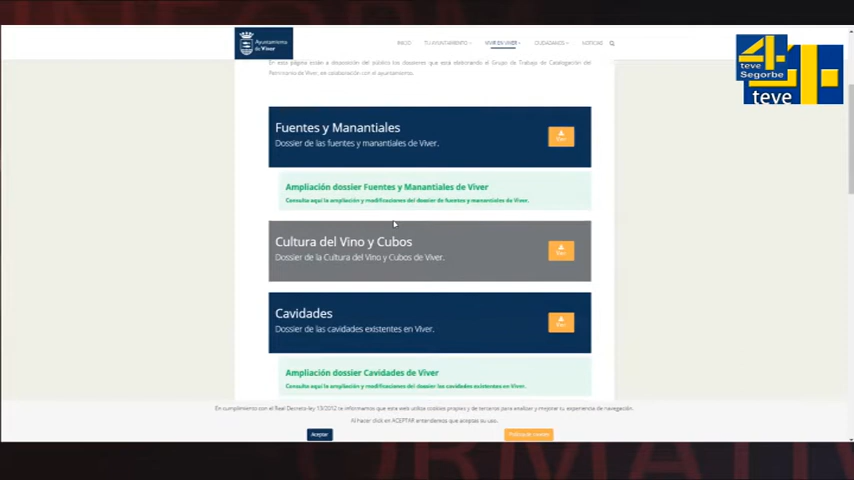 Ayuntamiento
de Viver
INICIO TU AYUNTAMIENTO VIVIR EN VIVER CIUDADANOS NOTICIAS
4
teve
Segorbe
4
teve
En esta página están a disposición del público los dossieres que está elaborando el Grupo de Trabajo de Catalogación del
Patrimonio de Viver, en colaboración con el ayuntamiento.
Fuentes y Manantiales
Dossier de las fuentes y manantiales de Viver.
Ampliación dossier Fuentes y Manantiales de Viver
Consulta aquí la ampliación y modificaciones del dossier de fuentes y manantiales de Viver.
Cultura del Vino y Cubos
Dossier de la Cultura del Vino y Cubos de Viver.
Cavidades
Dossier de las cavidades existentes en Viver.
Ampliación dossier Cavidades de Viver
Consulta aquí la ampliación y modificaciones del dossier las cavidades existentes en Viver.
En cumplimiento con el Real Decreto-ley 13/2012 te informamos que esta web utiliza cookies propias y de terceros para analizar y mejorar tu experiencia de navegación.
Al hacer click en ACEPTAR entendemos que aceptas su uso.
Aceptar Política de cookies
ORMATIV